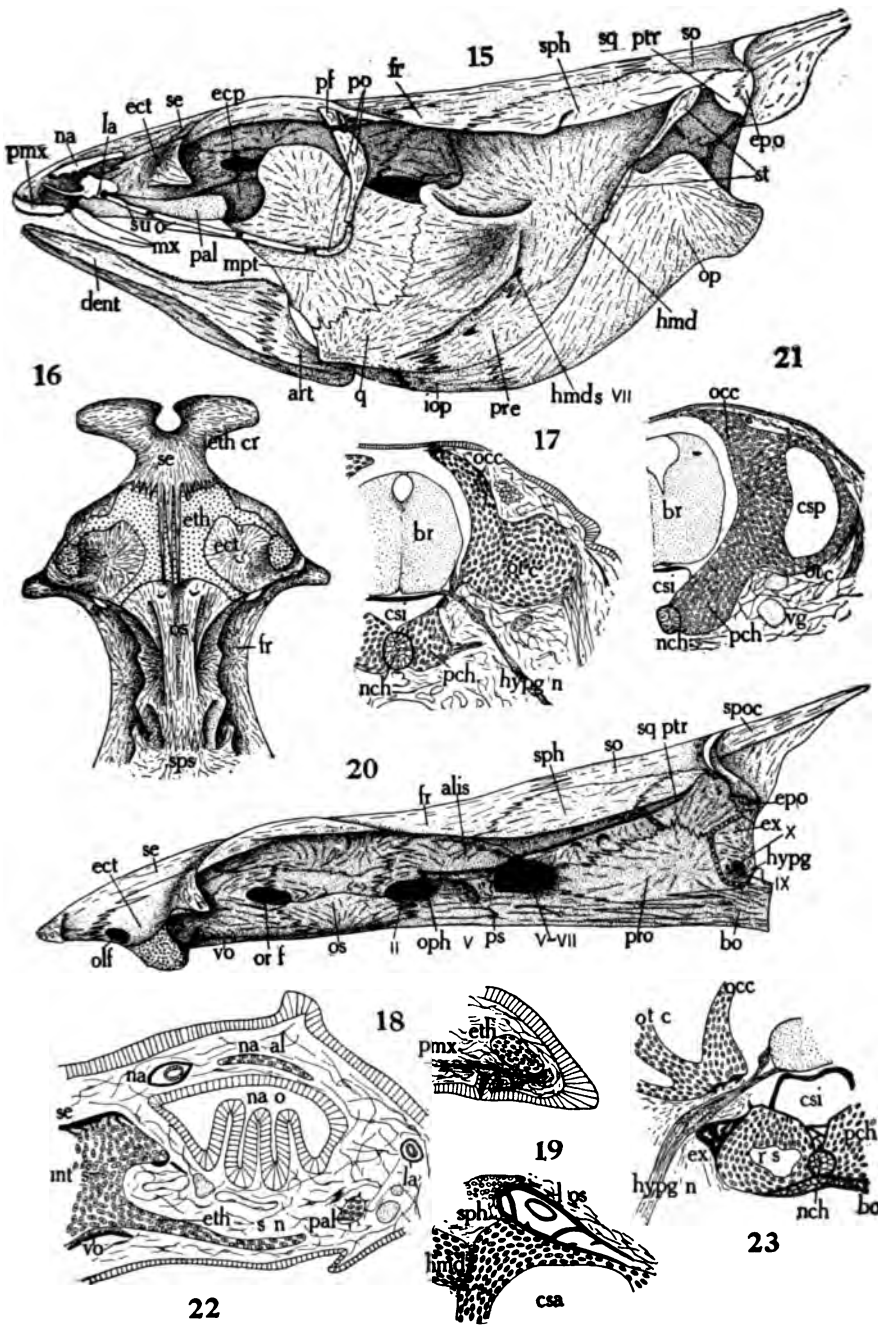 15
sph
sq ptr
so
pf
po
fr
ect
se
ecp
na
la
pmx
epo
st
su o
mx
pal
mpt
op
dent
hmd
art
q
iop
pre
hmds VII
21
16
eth cr
se
eth
ect
os
fr
sps
17
occ
br
ot c
csi
nch
pch
hypg n
occ
br
csp
csi
ot c
nch
pch
vg
20
spoc
sq ptr
so
sph
alis
fr
epo
ex
X
hypg
IX
ect
se
olf
vo
or f
os
II
oph
V
ps
V-VII
pro
bo
18
na
na al
na o
se
la
eth
s n
pal
vo
22
eth
pmx
19
os
sph
hmd
csa
occ
ot c
csi
pch
ex
r s
hypg n
nch
bo
23